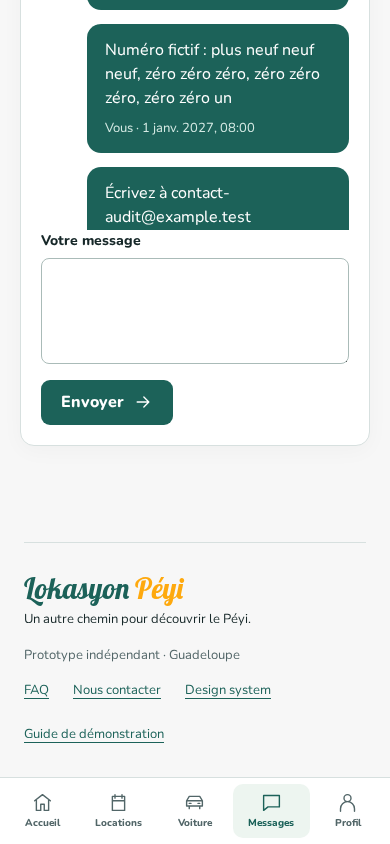 Numéro fictif : plus neuf neuf
neuf, zéro zéro zéro, zéro zéro
zéro, zéro zéro un
Vous · 1 janv. 2027, 08:00
Écrivez à contact-
audit@example.test
Votre message
Envoyer →
Lokasyon Péyi
Un autre chemin pour découvrir le Péyi.
Prototype indépendant · Guadeloupe
FAQ Nous contacter Design system
Guide de démonstration
Accueil Locations Voiture Messages Profil